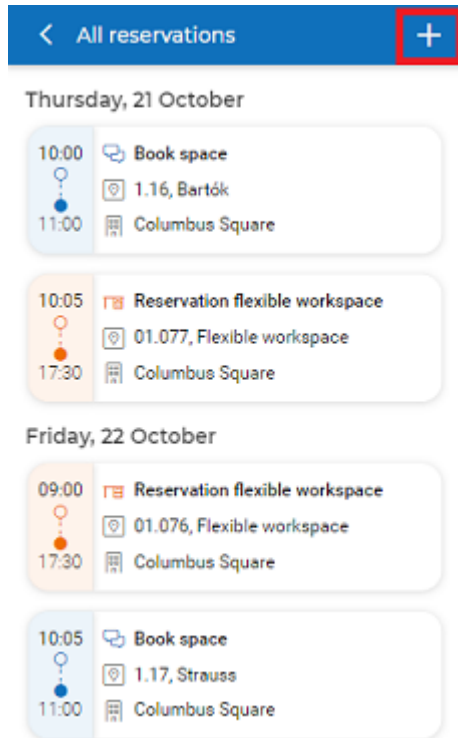 All reservations
Thursday, 21 October
10:00 Book space
1.16, Bartók
11:00 Columbus Square
10:05 Reservation flexible workspace
01.077, Flexible workspace
17:30 Columbus Square
Friday, 22 October
09:00 Reservation flexible workspace
01.076, Flexible workspace
17:30 Columbus Square
10:05 Book space
1.17, Strauss
11:00 Columbus Square